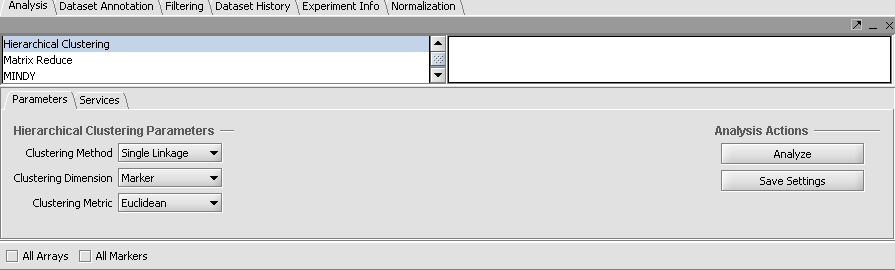 Analysis Dataset Annotation Filtering Dataset History Experiment Info Normalization
Hierarchical Clustering
Matrix Reduce
MINDY
Parameters Services
Hierarchical Clustering Parameters Analysis Actions
Clustering Method Single Linkage Analyze
Clustering Dimension Marker Save Settings
Clustering Metric Euclidean
All Arrays All Markers